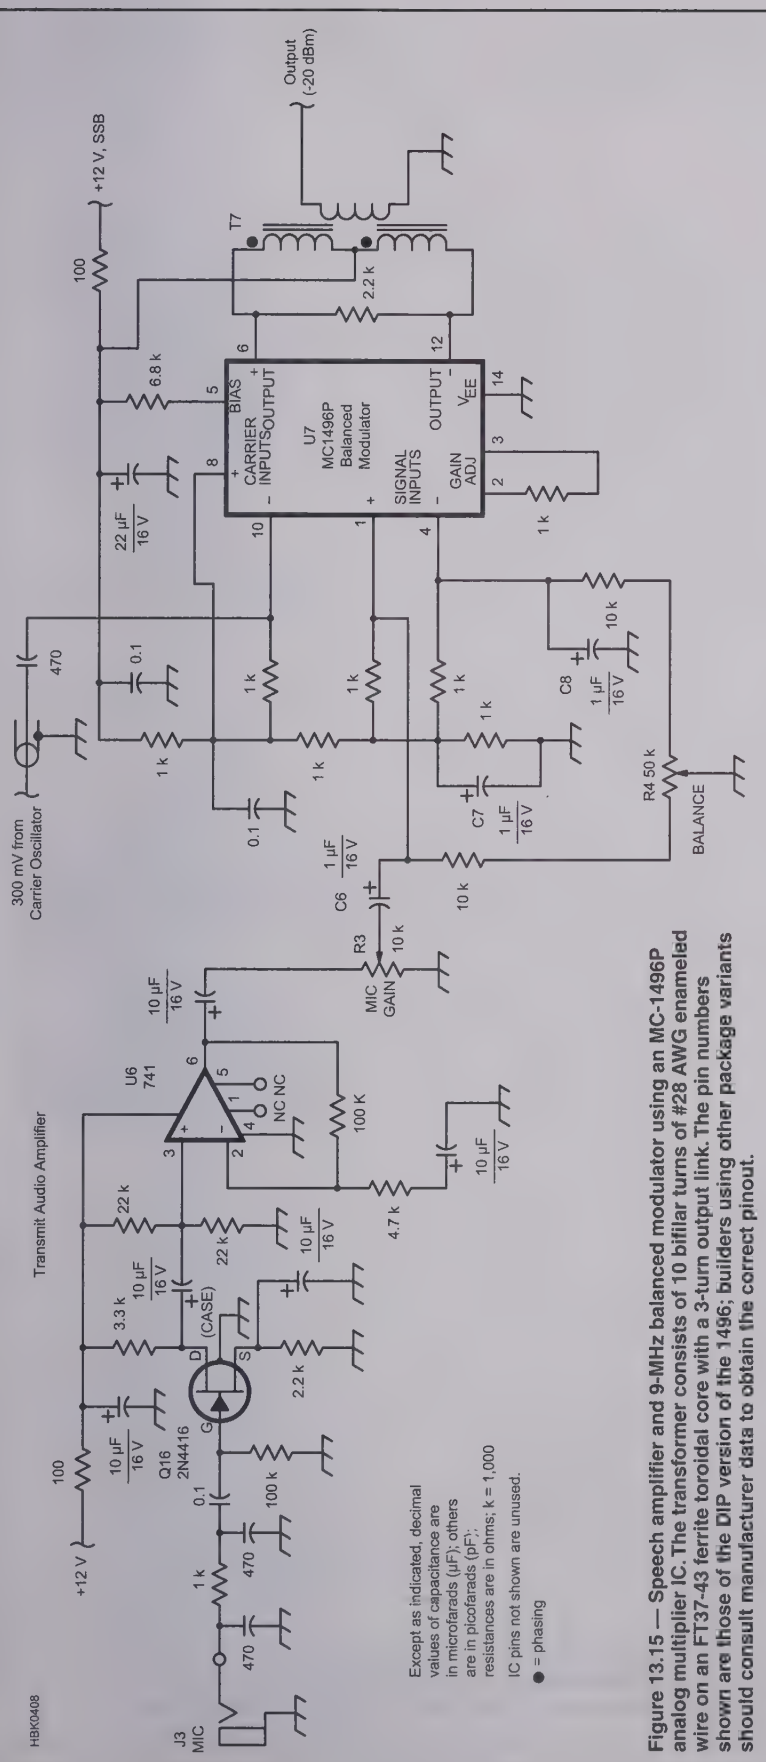 HBK0408
Transmit Audio Amplifier
+12 V
100
10 µF
16 V
3.3 k
10 µF
16 V
22 k
22 k
Q16
2N4416
G
D
S
(CASE)
J3
MIC
470
1 k
470
0.1
100 k
2.2 k
10 µF
16 V
U6
741
3
+
2
−
6
5
1
4
NC NC
100 K
4.7 k
10 µF
16 V
10 µF
16 V
MIC
GAIN
R3
10 k
C6
1 µF
16 V
10 k
300 mV from
Carrier Oscillator
470
0.1
1 k
0.1
1 k
1 k
1 k
1 k
1 k
C7
1 µF
16 V
C8
1 µF
16 V
10 k
R4 50 k
BALANCE
22 µF
16 V
6.8 k
100
+12 V, SSB
8
5
6
10
1
4
2
3
14
12
+
BIAS
+
CARRIER
INPUTS
OUTPUT
−
U7
MC1496P
Balanced
Modulator
+
SIGNAL
INPUTS
−
OUTPUT
−
GAIN
ADJ
VEE
1 k
2.2 k
T7
Output
(-20 dBm)
Except as indicated, decimal
values of capacitance are
in microfarads (µF); others
are in picofarads (pF);
resistances are in ohms; k = 1,000
IC pins not shown are unused.
● = phasing
Figure 13.15 — Speech amplifier and 9-MHz balanced modulator using an MC-1496P
analog multiplier IC. The transformer consists of 10 bifilar turns of #28 AWG enameled
wire on an FT37-43 ferrite toroidal core with a 3-turn output link. The pin numbers
shown are those of the DIP version of the 1496; builders using other package variants
should consult manufacturer data to obtain the correct pinout.